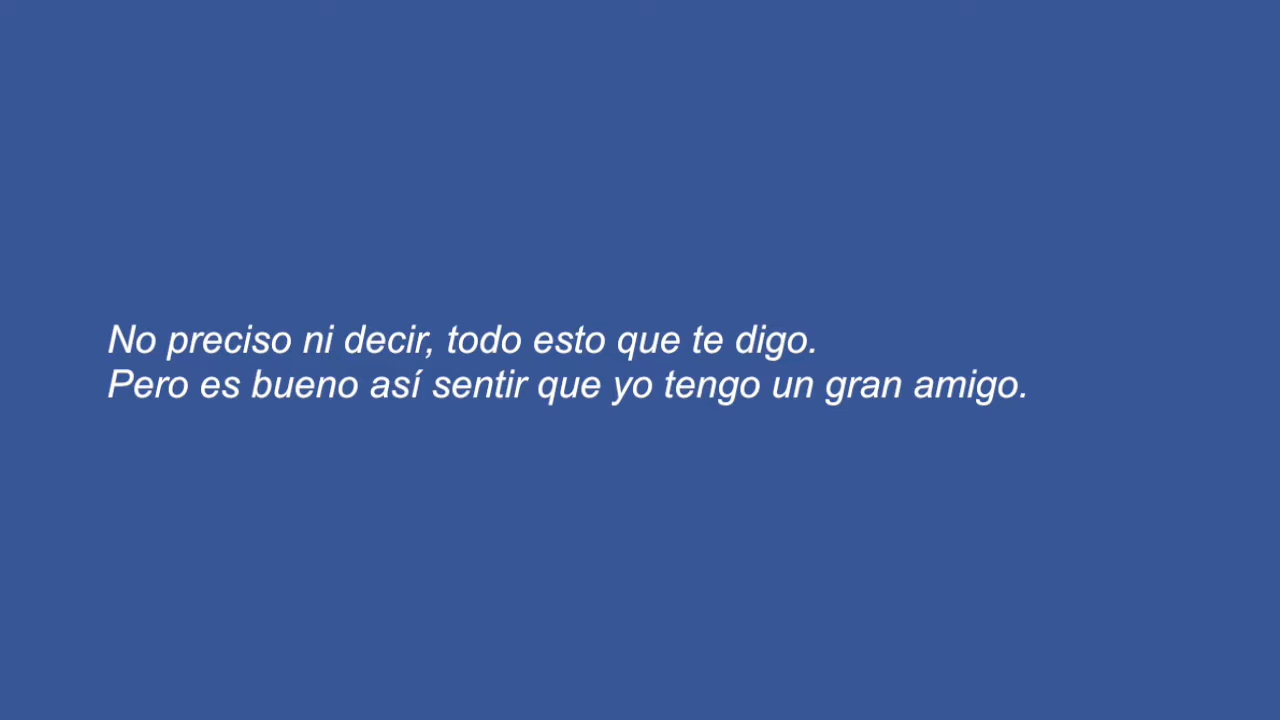 No preciso ni decir, todo esto que te digo.
Pero es bueno así sentir que yo tengo un gran amigo.